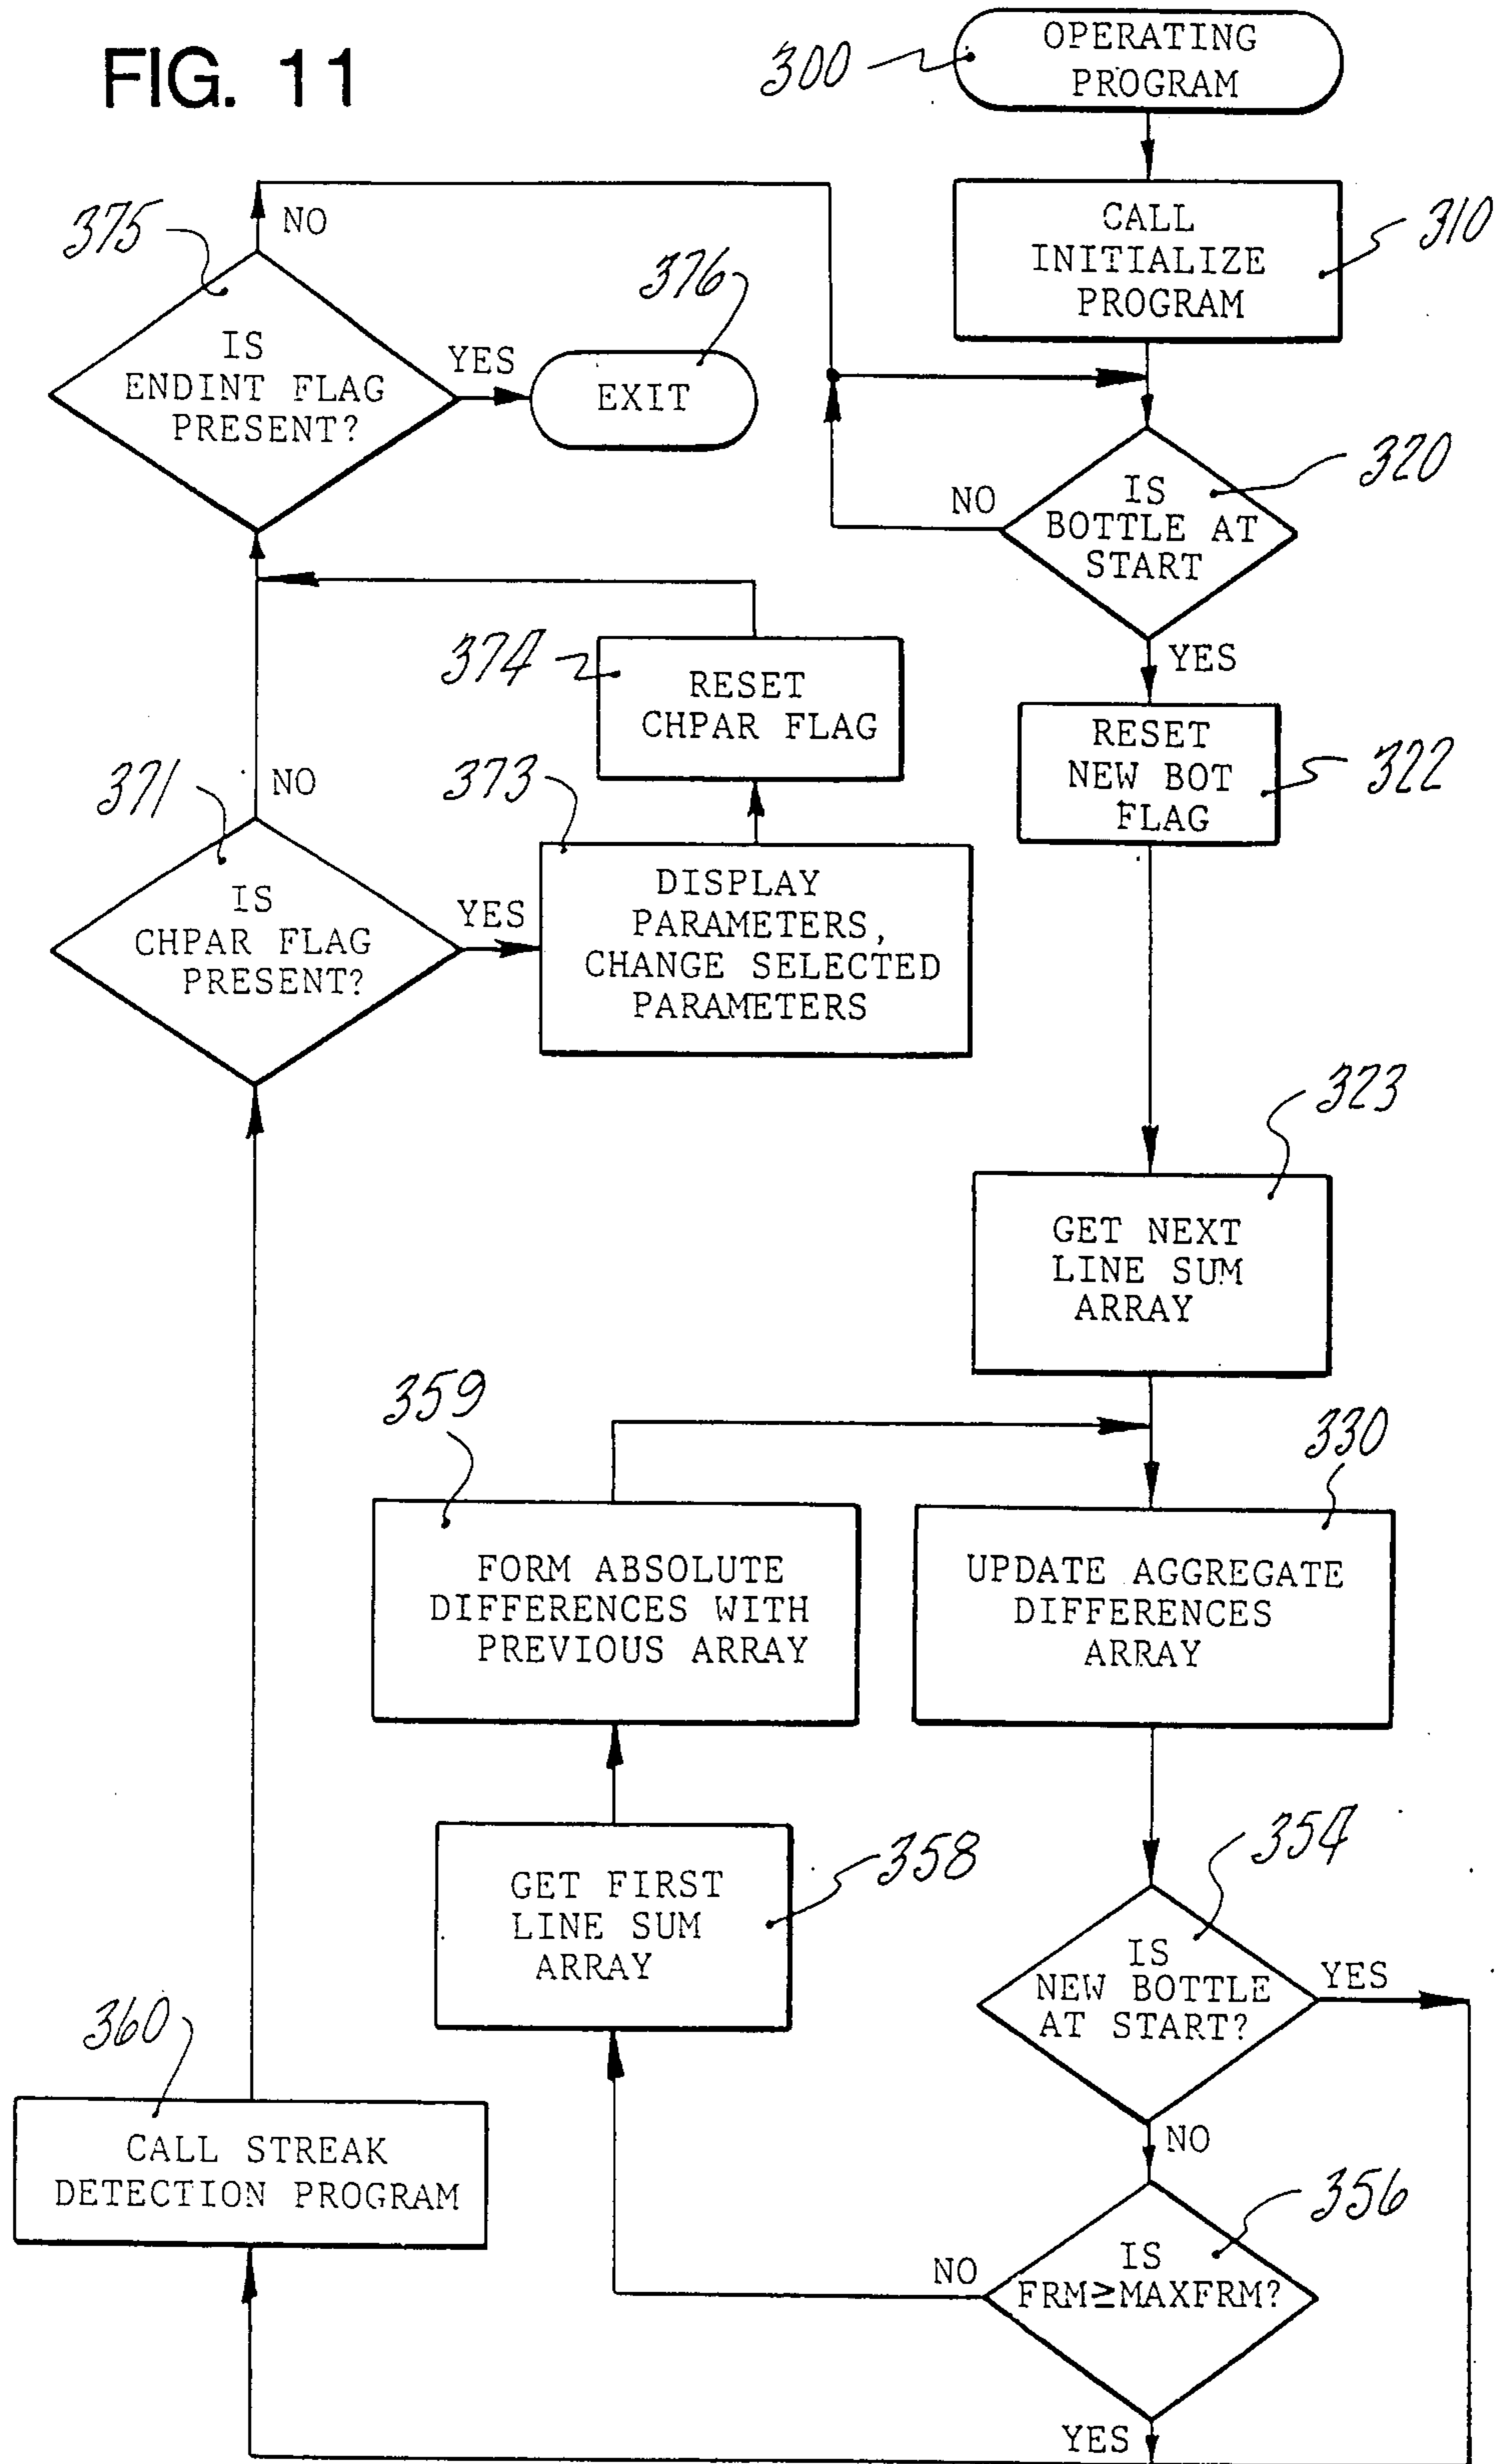 FIG. 11
300
OPERATING
PROGRAM
CALL
INITIALIZE
PROGRAM
310
375
NO
376
IS
ENDINT FLAG
PRESENT?
YES
EXIT
320
NO
IS
BOTTLE AT
START
YES
374
RESET
CHPAR FLAG
RESET
NEW BOT
FLAG
322
371
NO
373
IS
CHPAR FLAG
PRESENT?
YES
DISPLAY
PARAMETERS,
CHANGE SELECTED
PARAMETERS
323
GET NEXT
LINE SUM
ARRAY
359
330
FORM ABSOLUTE
DIFFERENCES WITH
PREVIOUS ARRAY
UPDATE AGGREGATE
DIFFERENCES
ARRAY
354
358
GET FIRST
LINE SUM
ARRAY
IS
NEW BOTTLE
AT START?
YES
NO
360
CALL STREAK
DETECTION PROGRAM
356
NO
IS
FRM≥MAXFRM?
YES